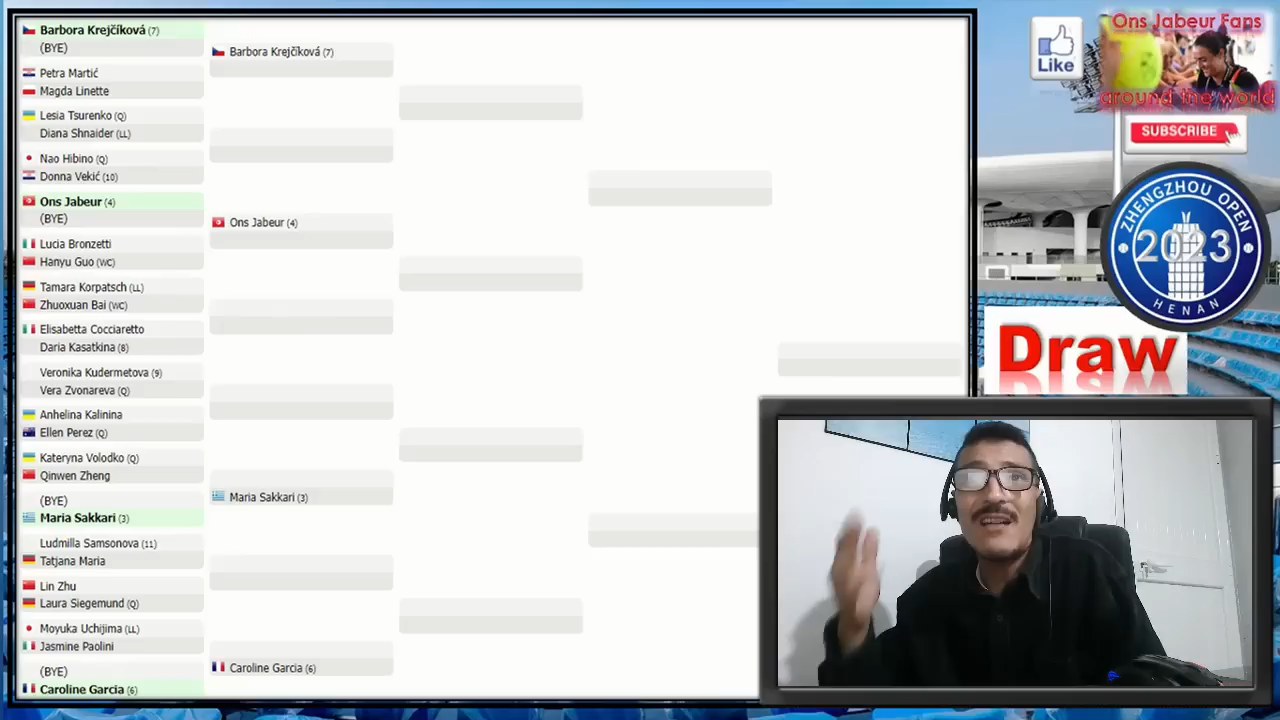 Barbora Krejčíková (7)
(BYE)
Petra Martić
Magda Linette
Lesia Tsurenko (Q)
Diana Shnaider (LL)
Nao Hibino (Q)
Donna Vekić (10)
Ons Jabeur (4)
(BYE)
Lucia Bronzetti
Hanyu Guo (WC)
Tamara Korpatsch (LL)
Zhuoxuan Bai (WC)
Elisabetta Cocciaretto
Daria Kasatkina (8)
Veronika Kudermetova (9)
Vera Zvonareva (Q)
Anhelina Kalinina
Ellen Perez (Q)
Kateryna Volodko (Q)
Qinwen Zheng
(BYE)
Maria Sakkari (3)
Ludmilla Samsonova (11)
Tatjana Maria
Lin Zhu
Laura Siegemund (Q)
Moyuka Uchijima (LL)
Jasmine Paolini
(BYE)
Caroline Garcia (6)
Barbora Krejčíková (7)
Ons Jabeur (4)
Maria Sakkari (3)
Caroline Garcia (6)
Like
Ons Jabeur Fans
around the world
SUBSCRIBE
ZHENGZHOU OPEN
2023
HENAN
Draw